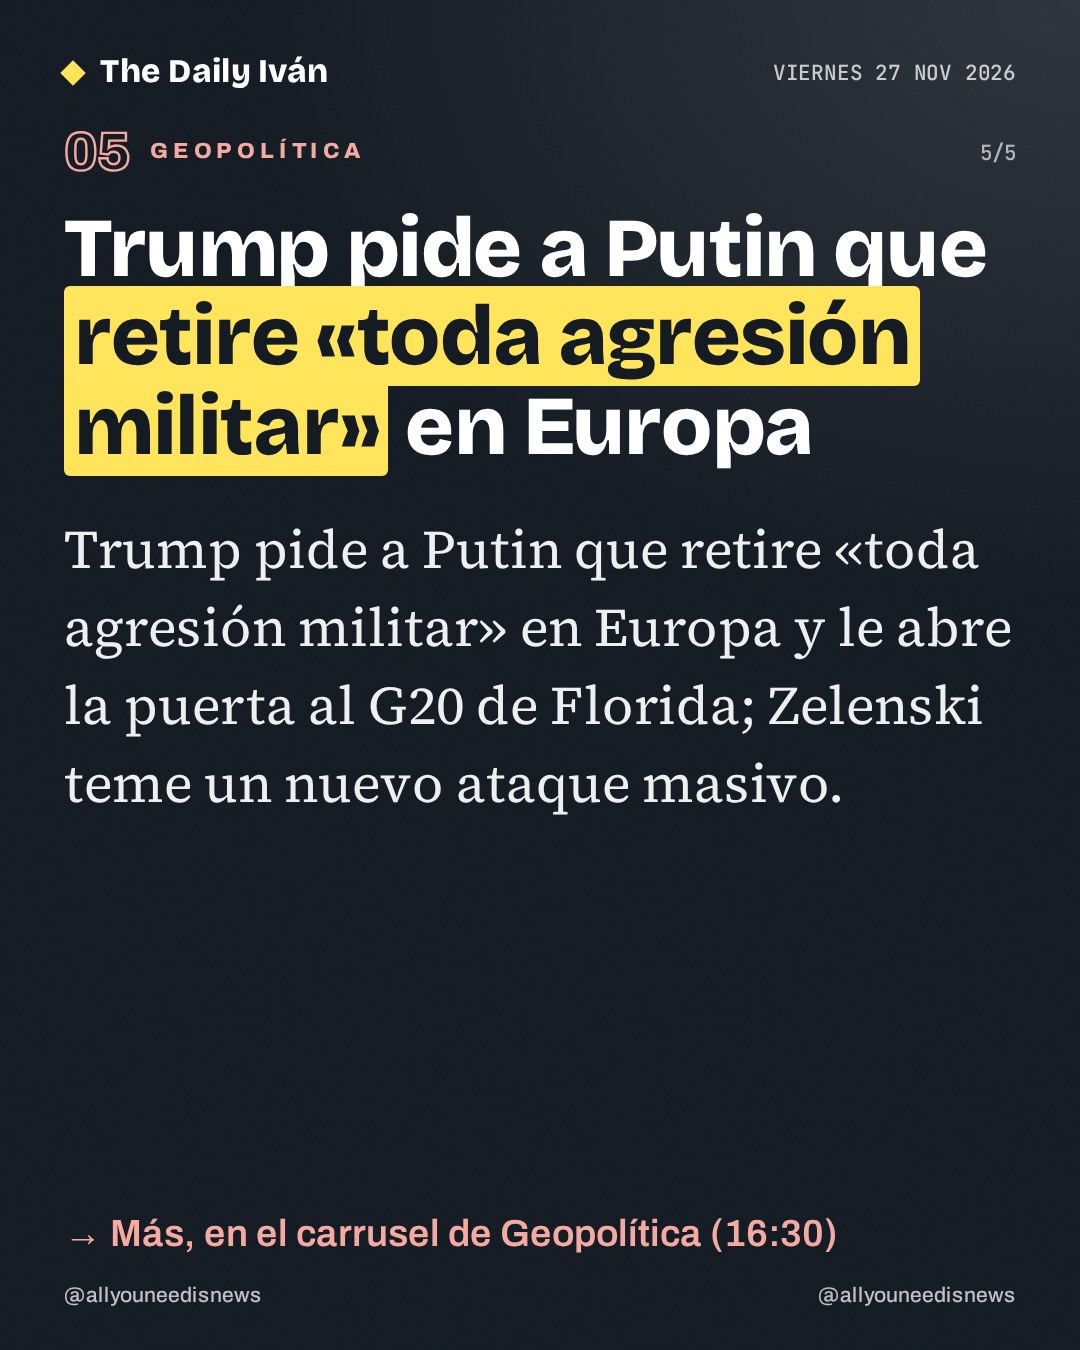 The Daily Iván
VIERNES 27 NOV 2026
05 GEOPOLÍTICA
5/5
Trump pide a Putin que
retire «toda agresión
militar» en Europa
Trump pide a Putin que retire «toda
agresión militar» en Europa y le abre
la puerta al G20 de Florida; Zelenski
teme un nuevo ataque masivo.
→ Más, en el carrusel de Geopolítica (16:30)
@allyouneedisnews
@allyouneedisnews